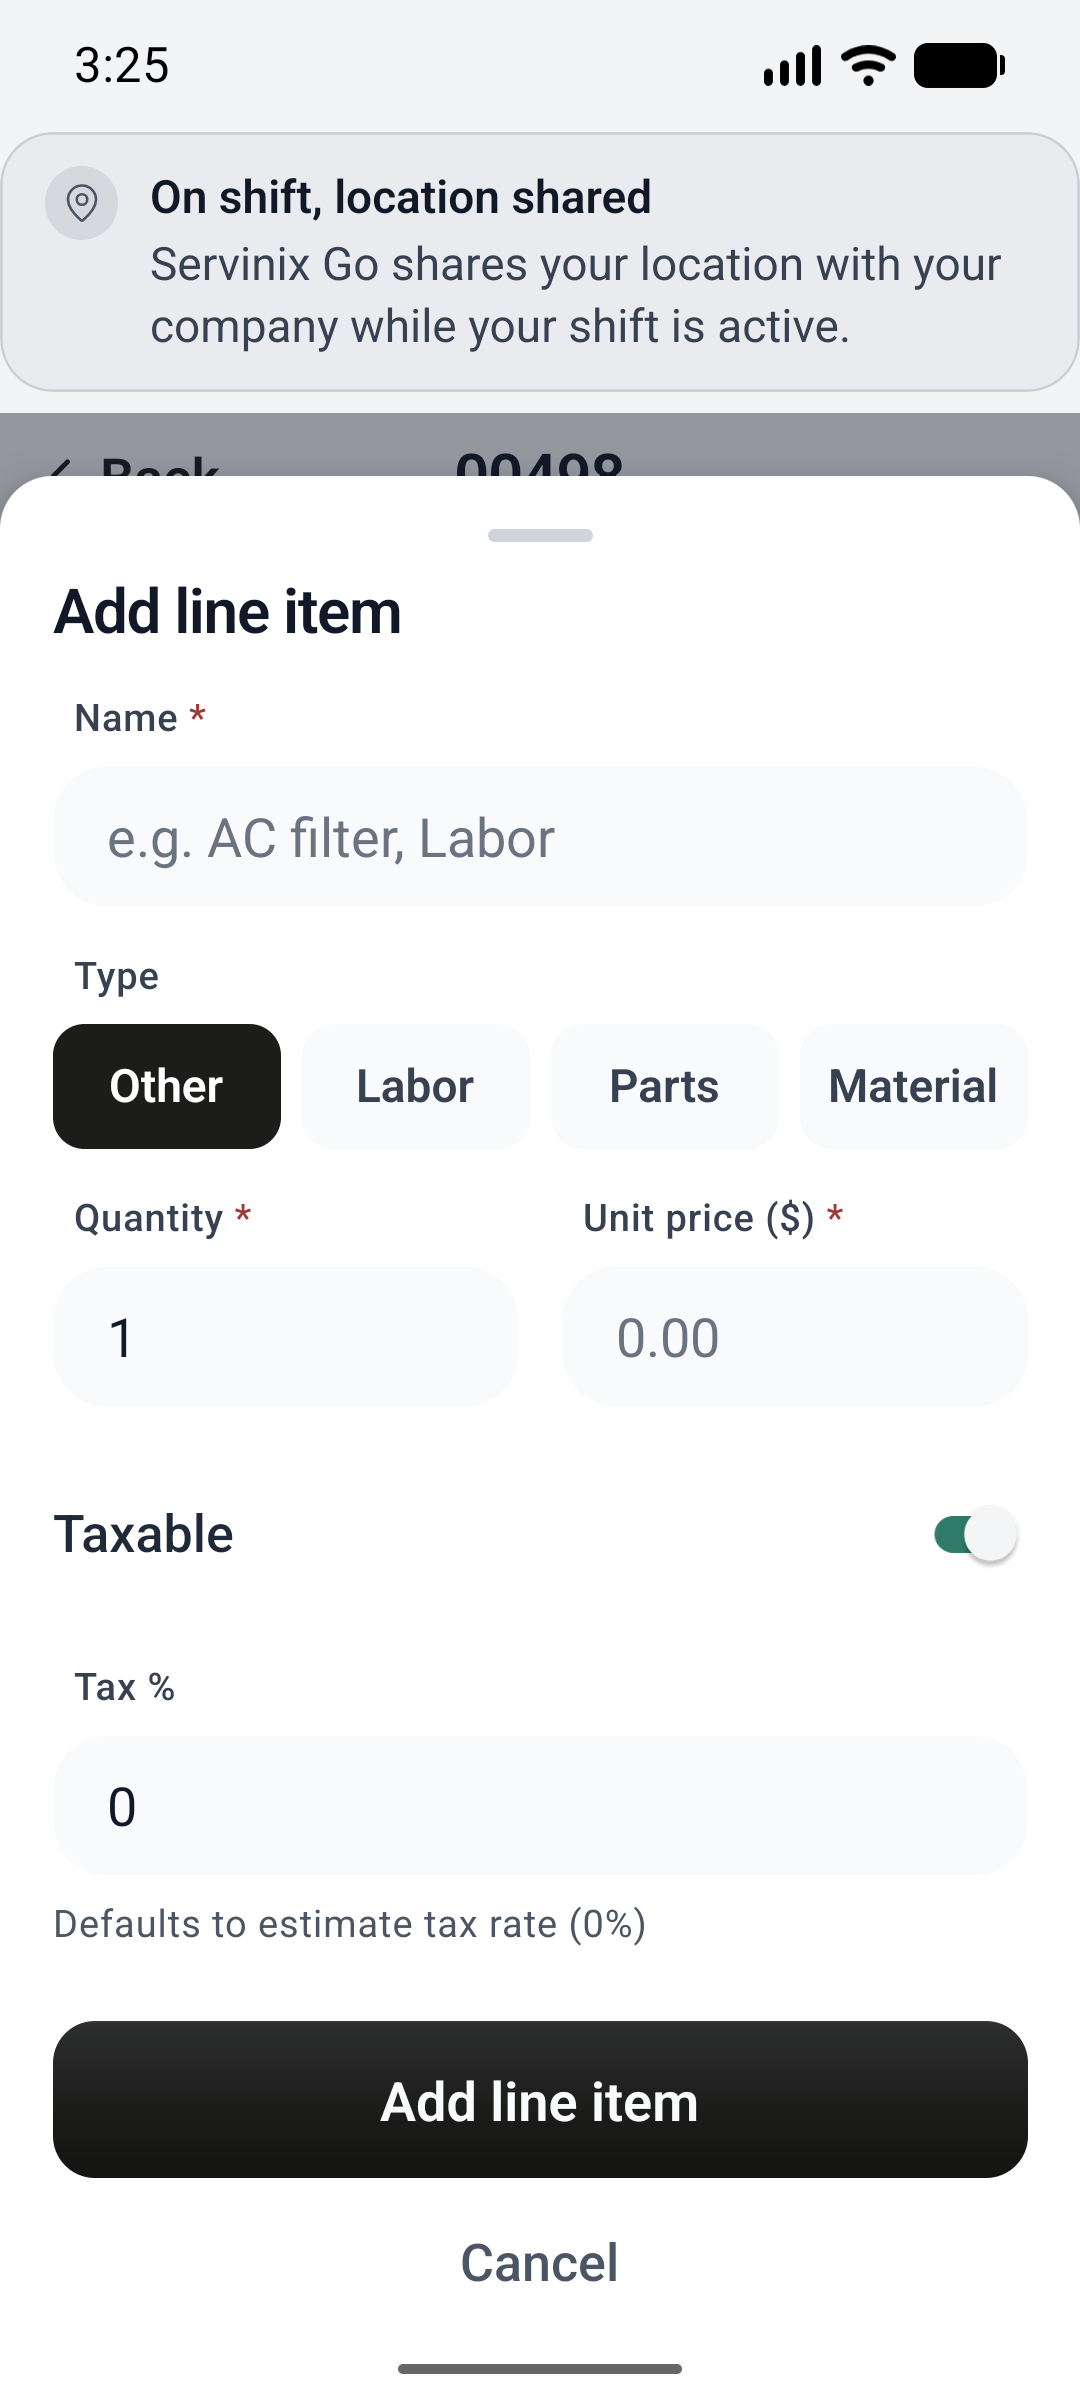 3:25
On shift, location shared
Servinix Go shares your location with your
company while your shift is active.
Back
00498
Add line item
Name *
e.g. AC filter, Labor
Type
Other
Labor
Parts
Material
Quantity *
Unit price ($) *
1
0.00
Taxable
Tax %
0
Defaults to estimate tax rate (0%)
Add line item
Cancel